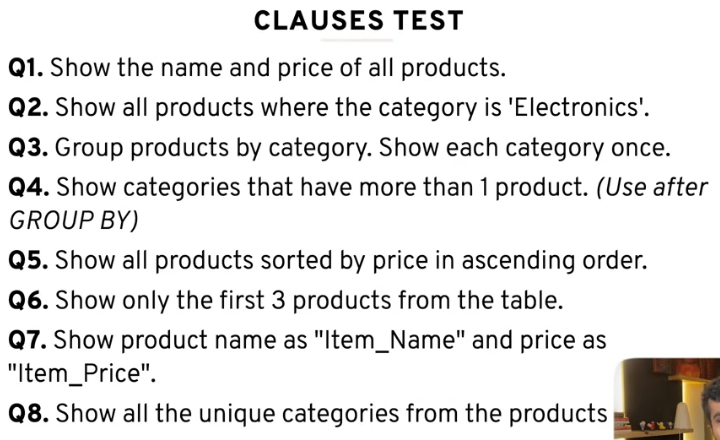 CLAUSES TEST
Q1. Show the name and price of all products.
Q2. Show all products where the category is 'Electronics'.
Q3. Group products by category. Show each category once.
Q4. Show categories that have more than 1 product. (Use after
GROUP BY)
Q5. Show all products sorted by price in ascending order.
Q6. Show only the first 3 products from the table.
Q7. Show product name as "Item_Name" and price as
"Item_Price".
Q8. Show all the unique categories from the products